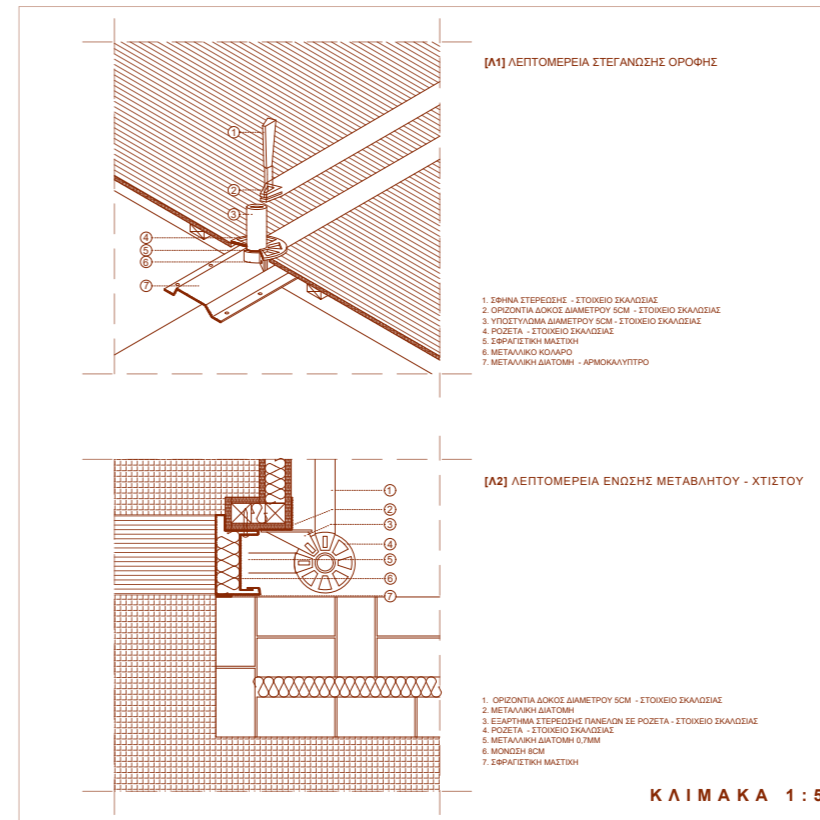 [Λ1] ΛΕΠΤΟΜΕΡΕΙΑ ΣΤΕΓΑΝΩΣΗΣ ΟΡΟΦΗΣ
1
2
3
4
5
6
7
1. ΣΦΗΝΑ ΣΤΕΡΕΩΣΗΣ - ΣΤΟΙΧΕΙΟ ΣΚΑΛΩΣΙΑΣ
2. ΟΡΙΖΟΝΤΙΑ ΔΟΚΟΣ ΔΙΑΜΕΤΡΟΥ 5CM - ΣΤΟΙΧΕΙΟ ΣΚΑΛΩΣΙΑΣ
3. ΥΠΟΣΤΥΛΩΜΑ ΔΙΑΜΕΤΡΟΥ 5CM - ΣΤΟΙΧΕΙΟ ΣΚΑΛΩΣΙΑΣ
4. ΡΟΖΕΤΑ - ΣΤΟΙΧΕΙΟ ΣΚΑΛΩΣΙΑΣ
5. ΣΦΡΑΓΙΣΤΙΚΗ ΜΑΣΤΙΧΗ
6. ΜΕΤΑΛΛΙΚΟ ΚΟΛΑΡΟ
7. ΜΕΤΑΛΛΙΚΗ ΔΙΑΤΟΜΗ - ΑΡΜΟΚΑΛΥΠΤΡΟ
[Λ2] ΛΕΠΤΟΜΕΡΕΙΑ ΕΝΩΣΗΣ ΜΕΤΑΒΛΗΤΟΥ - ΧΤΙΣΤΟΥ
1
2
3
4
5
6
7
1. ΟΡΙΖΟΝΤΙΑ ΔΟΚΟΣ ΔΙΑΜΕΤΡΟΥ 5CM - ΣΤΟΙΧΕΙΟ ΣΚΑΛΩΣΙΑΣ
2. ΜΕΤΑΛΛΙΚΗ ΔΙΑΤΟΜΗ
3. ΕΞΑΡΤΗΜΑ ΣΤΕΡΕΩΣΗΣ ΠΑΝΕΛΩΝ ΣΕ ΡΟΖΕΤΑ - ΣΤΟΙΧΕΙΟ ΣΚΑΛΩΣΙΑΣ
4. ΡΟΖΕΤΑ - ΣΤΟΙΧΕΙΟ ΣΚΑΛΩΣΙΑΣ
5. ΜΕΤΑΛΛΙΚΗ ΔΙΑΤΟΜΗ 0,7ΜΜ
6. ΜΟΝΩΣΗ 8CM
7. ΣΦΡΑΓΙΣΤΙΚΗ ΜΑΣΤΙΧΗ
ΚΛΙΜΑΚΑ 1:5